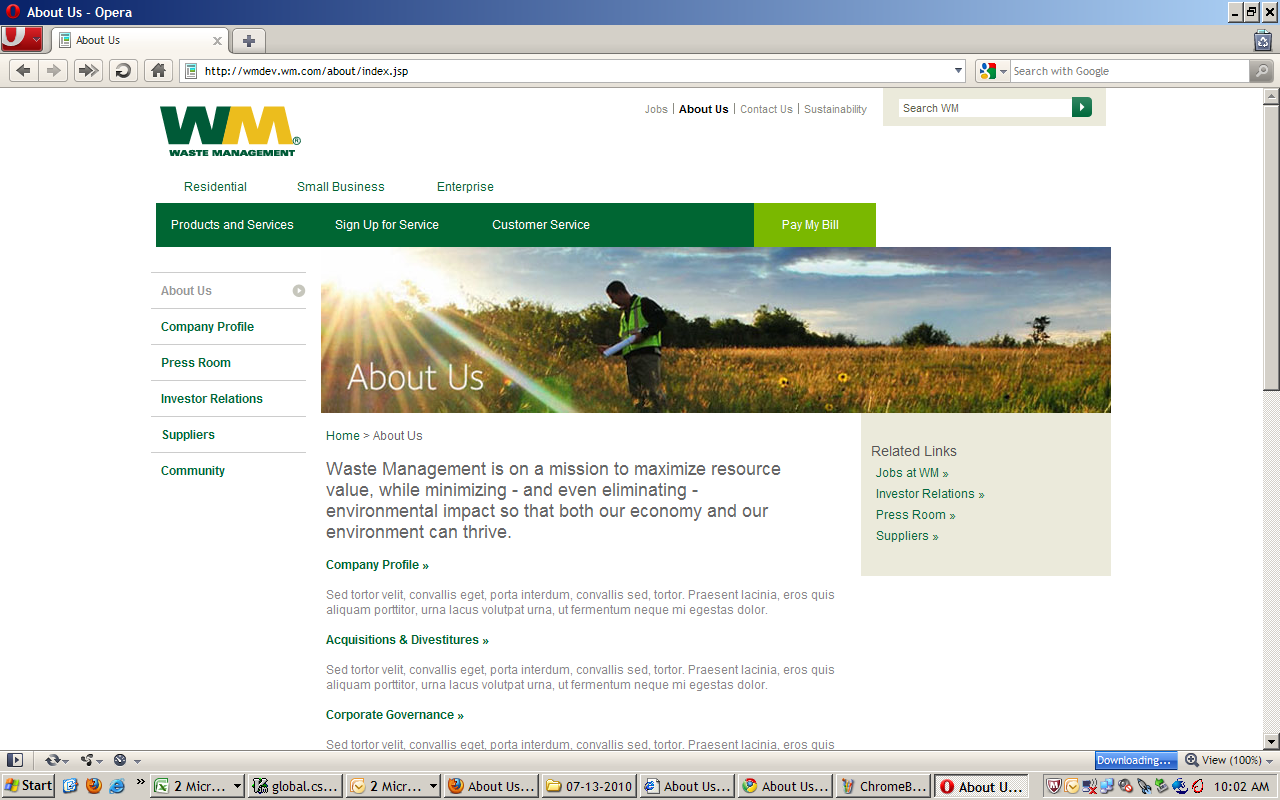 About Us - Opera
About Us
http://wmdev.wm.com/about/index.jsp
Search with Google
WM®
WASTE MANAGEMENT
Jobs | About Us | Contact Us | Sustainability
Search WM
Residential Small Business Enterprise
Products and Services Sign Up for Service Customer Service Pay My Bill
About Us
Company Profile
Press Room
Investor Relations
Suppliers
Community
About Us
Home > About Us
Waste Management is on a mission to maximize resource
value, while minimizing - and even eliminating -
environmental impact so that both our economy and our
environment can thrive.
Company Profile »
Sed tortor velit, convallis eget, porta interdum, convallis sed, tortor. Praesent lacinia, eros quis
aliquam porttitor, urna lacus volutpat urna, ut fermentum neque mi egestas dolor.
Acquisitions & Divestitures »
Sed tortor velit, convallis eget, porta interdum, convallis sed, tortor. Praesent lacinia, eros quis
aliquam porttitor, urna lacus volutpat urna, ut fermentum neque mi egestas dolor.
Corporate Governance »
Sed tortor velit, convallis eget, porta interdum, convallis sed, tortor. Praesent lacinia, eros quis
Related Links
Jobs at WM »
Investor Relations »
Press Room »
Suppliers »
Downloading... View (100%)
Start » 2 Micr... global.cs... 2 Micr... About Us... 07-13-2010 About Us... About Us... ChromeB... About U... 10:02 AM